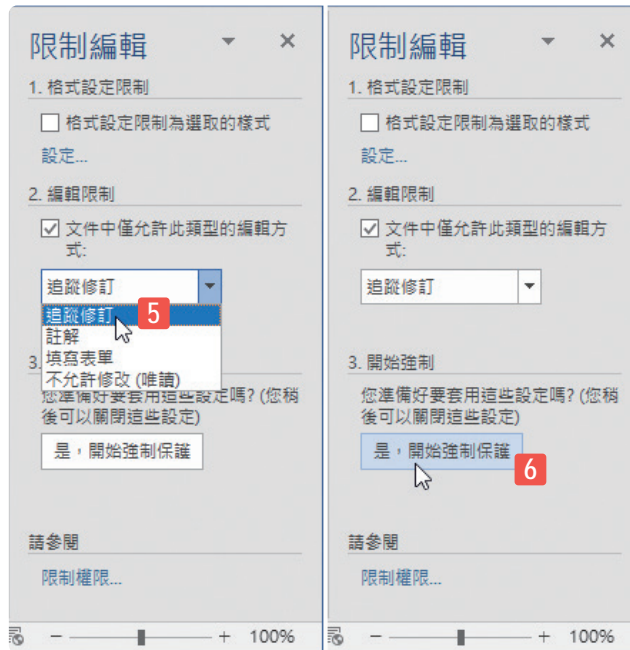 限制編輯
1. 格式設定限制
格式設定限制為選取的樣式
設定...
2. 編輯限制
文件中僅允許此類型的編輯方
式:
追蹤修訂
追蹤修訂 5
註解
填寫表單
不允許修改 (唯讀)
3.
您準備好要套用這些設定嗎? (您稍
後可以關閉這些設定)
是，開始強制保護
請參閱
限制權限...
100%
限制編輯
1. 格式設定限制
格式設定限制為選取的樣式
設定...
2. 編輯限制
文件中僅允許此類型的編輯方
式:
追蹤修訂
3. 開始強制
您準備好要套用這些設定嗎? (您稍
後可以關閉這些設定)
是，開始強制保護 6
請參閱
限制權限...
100%